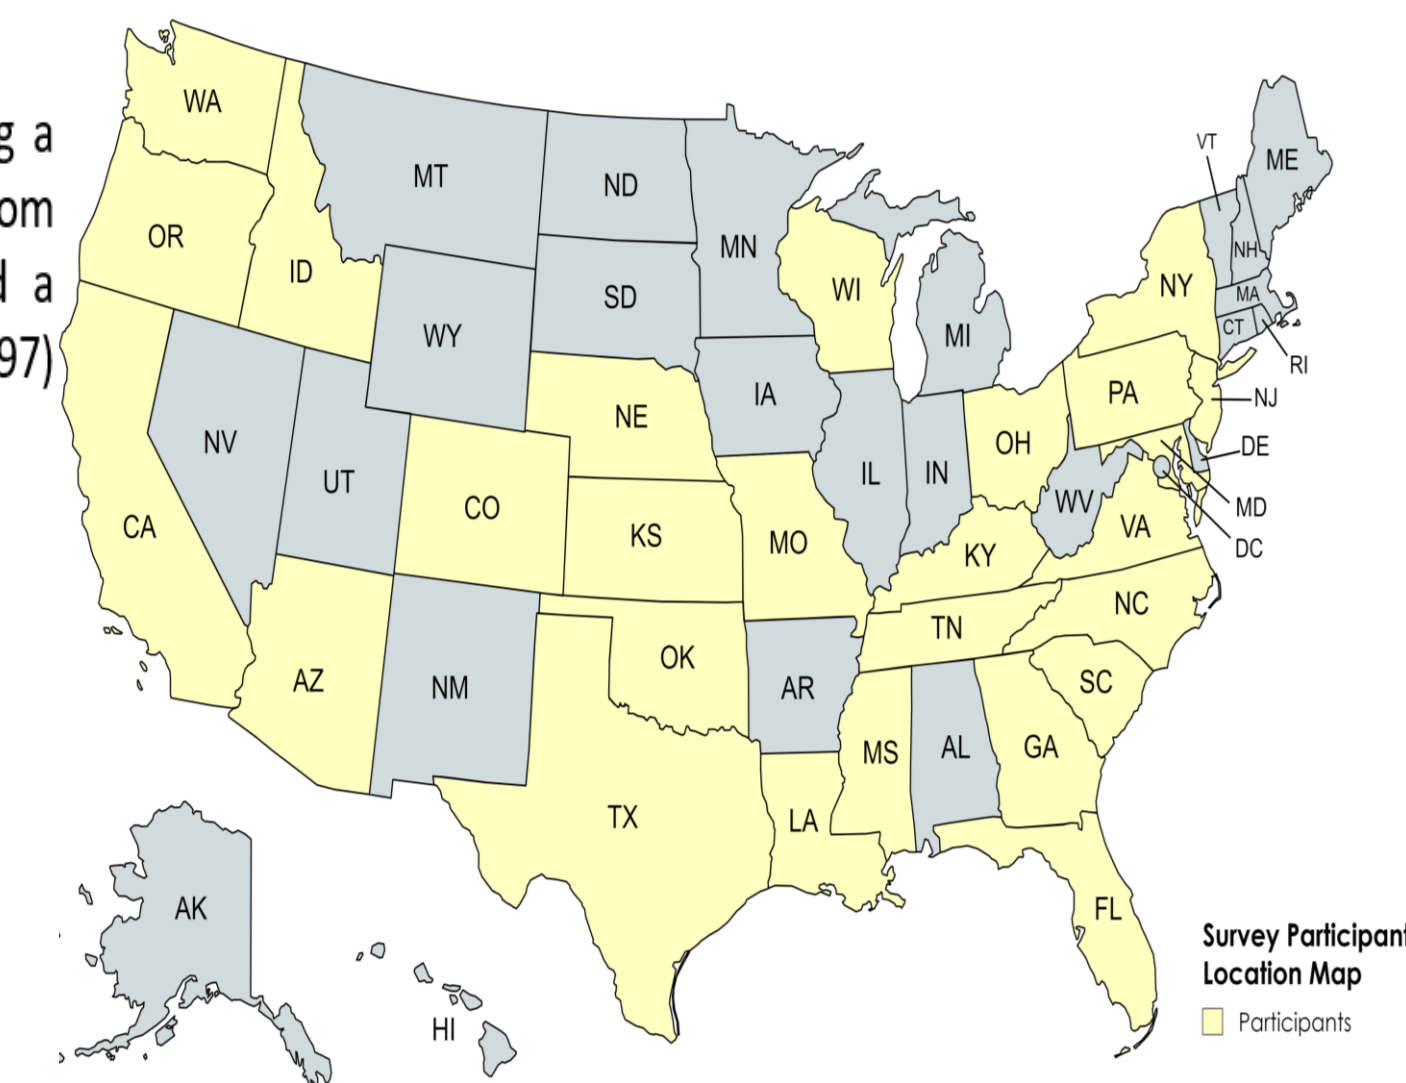 g a
om
d a
97)
WA
OR
ID
MT
ND
SD
MN
WI
MI
VT
ME
NH
NY
MA
CT
RI
WY
NE
IA
PA
NJ
NV
UT
CO
KS
MO
IL
IN
OH
WV
DE
MD
DC
CA
VA
KY
NC
TN
AZ
NM
OK
AR
SC
MS
AL
GA
TX
LA
AK
HI
FL
Survey Participant
Location Map
Participants